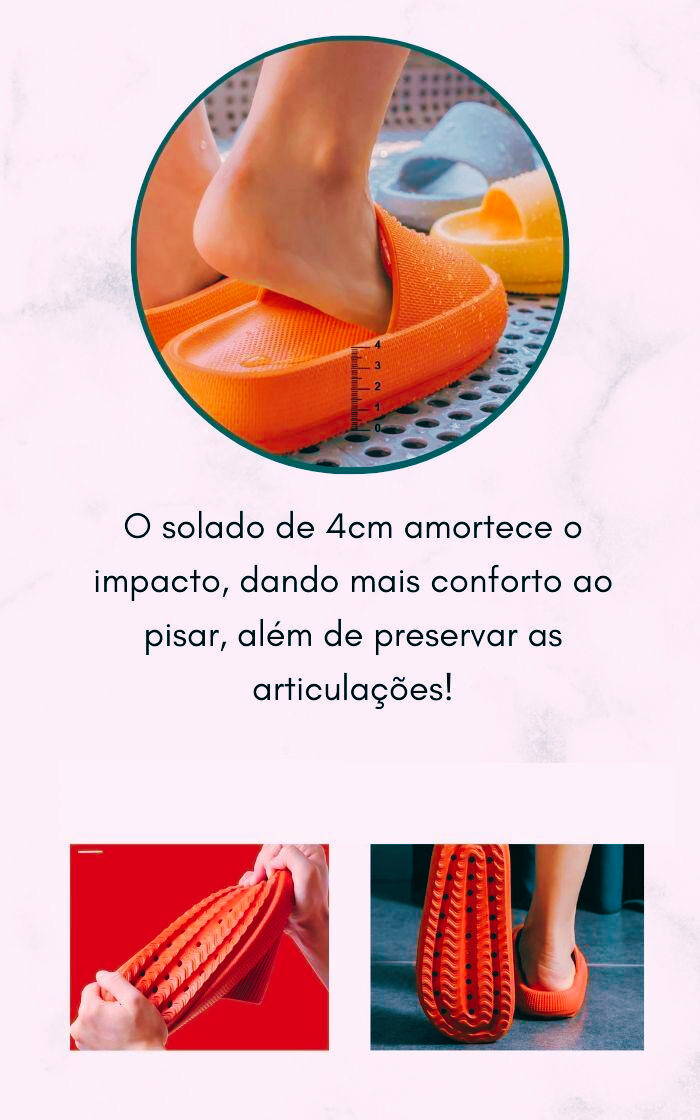 4
3
2
1
0
O solado de 4cm amortece o
impacto, dando mais conforto ao
pisar, além de preservar as
articulações!